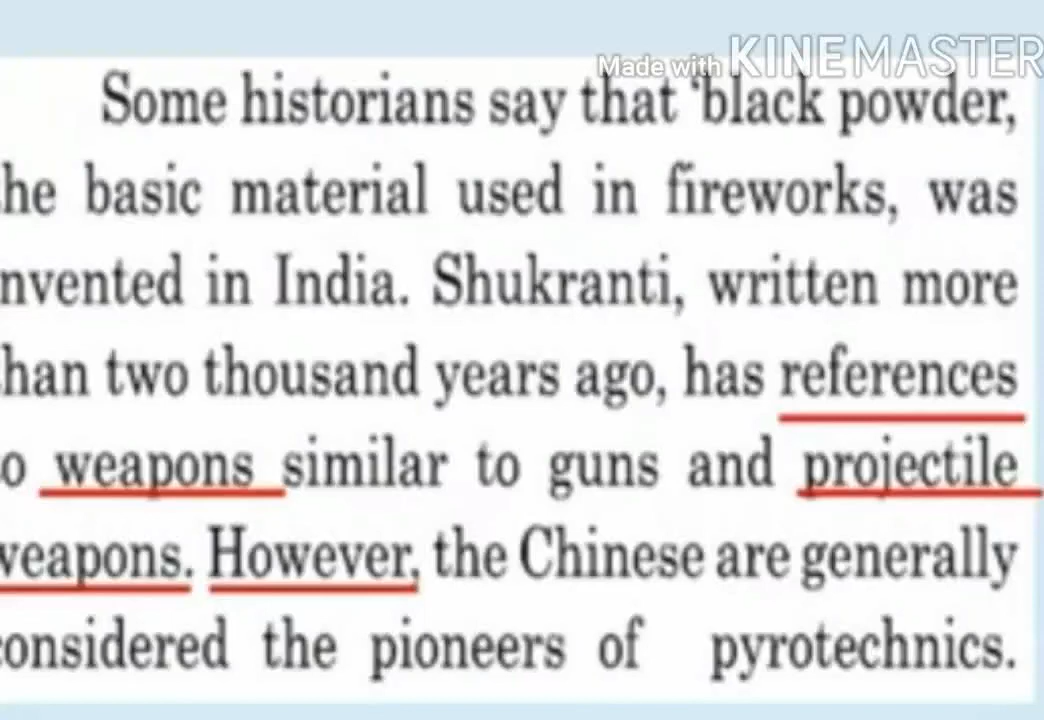 Made with KINEMASTER
Some historians say that ‘black powder,
he basic material used in fireworks, was
nvented in India. Shukranti, written more
han two thousand years ago, has references
o weapons similar to guns and projectile
weapons. However, the Chinese are generally
onsidered the pioneers of pyrotechnics.